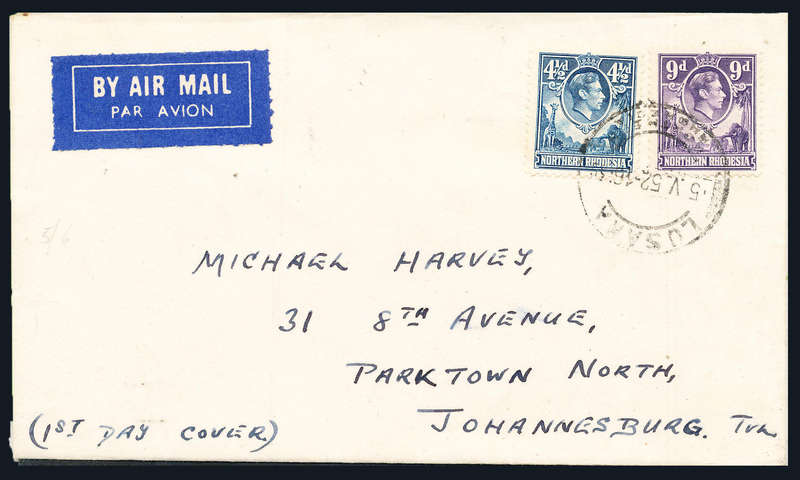 BY AIR MAIL
PAR AVION
4½d 4½d
NORTHERN RHODESIA
9d 9d
NORTHERN RHODESIA
LUSAKA
5.V.52
5/6
MICHAEL HARVEY,
31 8TH AVENUE,
PARKTOWN NORTH,
JOHANNESBURG. TVL
(1ST DAY COVER)